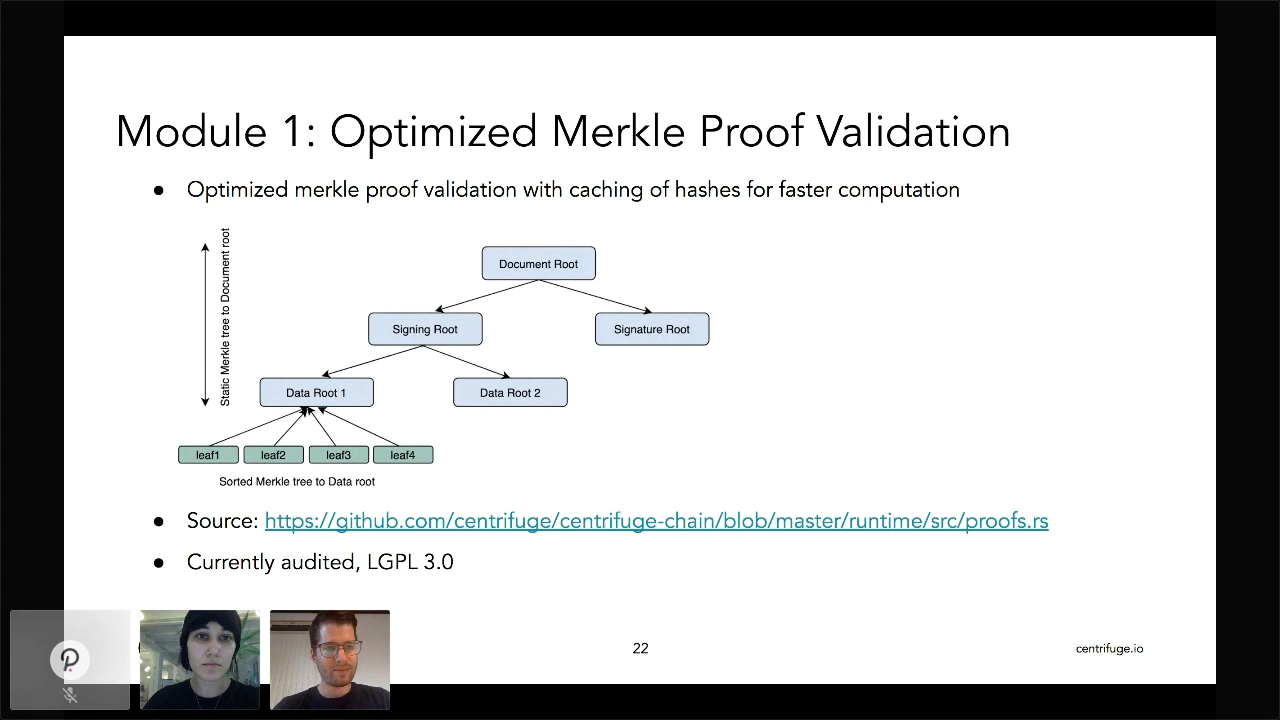 Module 1: Optimized Merkle Proof Validation
● Optimized merkle proof validation with caching of hashes for faster computation
Static Merkle tree to Document root
Document Root
Signing Root
Signature Root
Data Root 1
Data Root 2
leaf1
leaf2
leaf3
leaf4
Sorted Merkle tree to Data root
● Source: https://github.com/centrifuge/centrifuge-chain/blob/master/runtime/src/proofs.rs
● Currently audited, LGPL 3.0
22
centrifuge.io